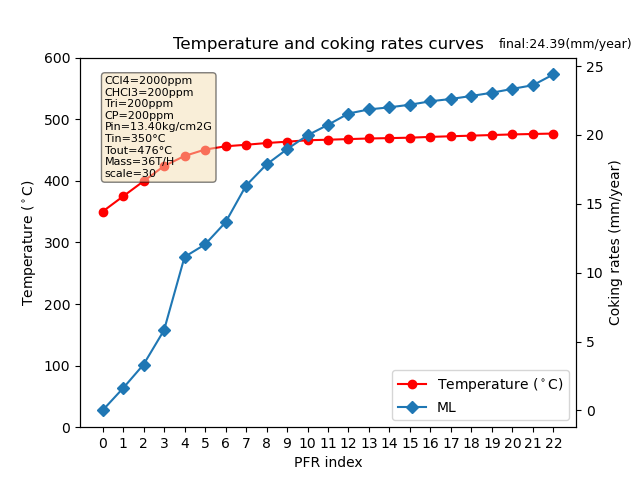 Temperature and coking rates curves
final:24.39(mm/year)
CCl4=2000ppm
CHCl3=200ppm
Tri=200ppm
CP=200ppm
Pin=13.40kg/cm2G
Tin=350°C
Tout=476°C
Mass=36T/H
scale=30
600
500
400
300
200
100
0
Temperature (°C)
25
20
15
10
5
0
Coking rates (mm/year)
Temperature (°C)
ML
0 1 2 3 4 5 6 7 8 9 10 11 12 13 14 15 16 17 18 19 20 21 22
PFR index